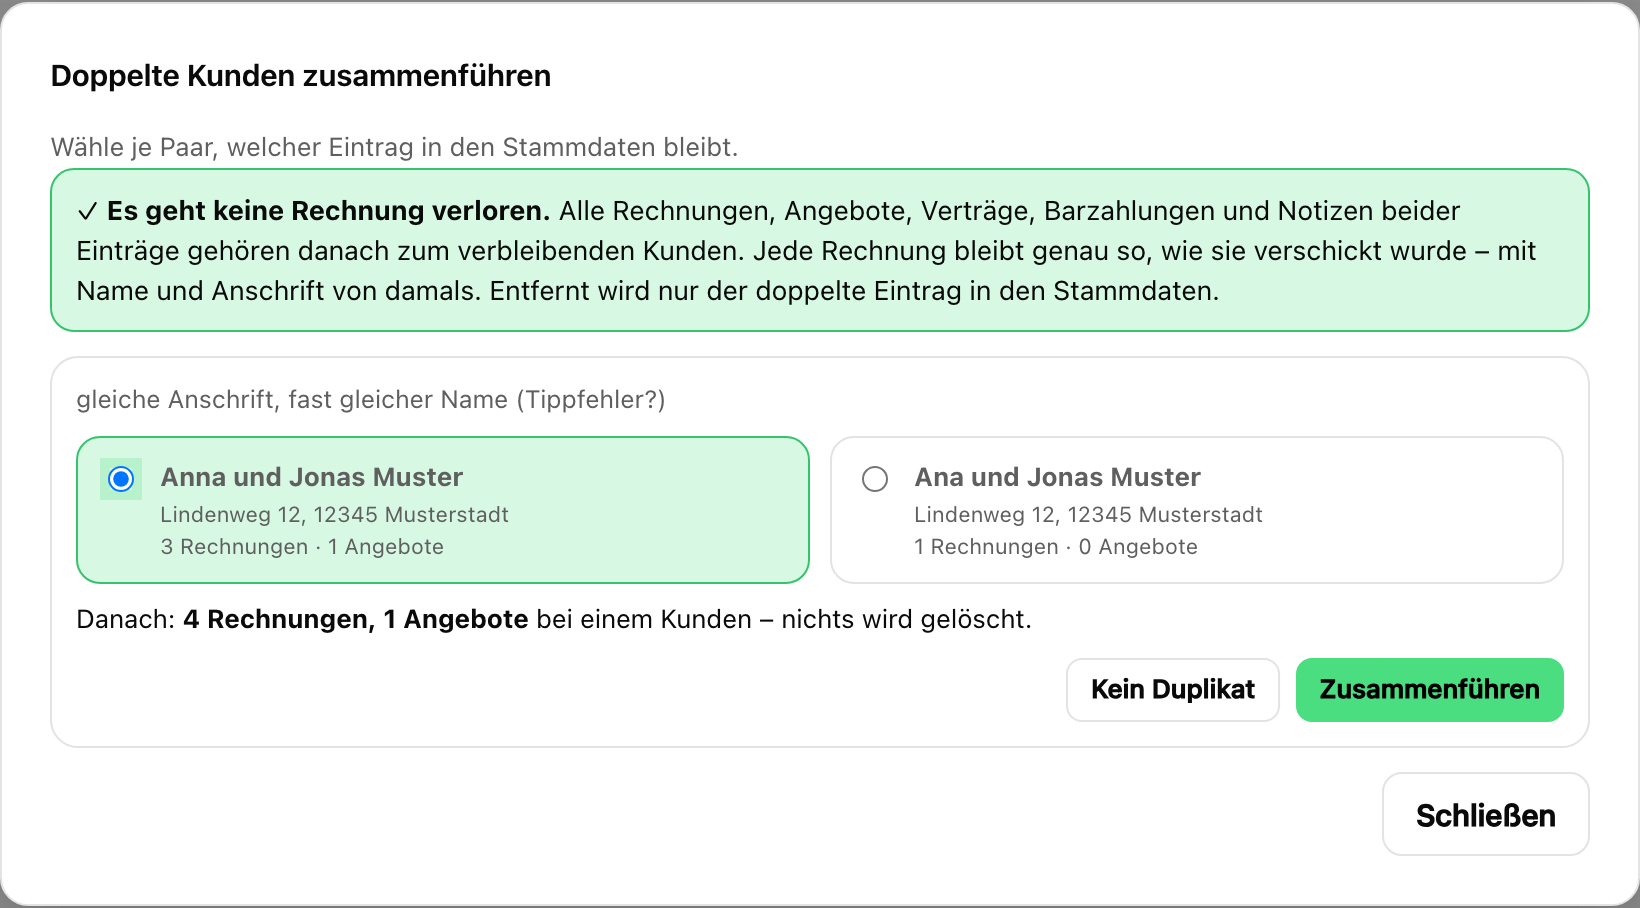 Doppelte Kunden zusammenführen
Wähle je Paar, welcher Eintrag in den Stammdaten bleibt.
✓ Es geht keine Rechnung verloren. Alle Rechnungen, Angebote, Verträge, Barzahlungen und Notizen beider
Einträge gehören danach zum verbleibenden Kunden. Jede Rechnung bleibt genau so, wie sie verschickt wurde – mit
Name und Anschrift von damals. Entfernt wird nur der doppelte Eintrag in den Stammdaten.
gleiche Anschrift, fast gleicher Name (Tippfehler?)
Anna und Jonas Muster
Lindenweg 12, 12345 Musterstadt
3 Rechnungen · 1 Angebote
Ana und Jonas Muster
Lindenweg 12, 12345 Musterstadt
1 Rechnungen · 0 Angebote
Danach: 4 Rechnungen, 1 Angebote bei einem Kunden – nichts wird gelöscht.
Kein Duplikat
Zusammenführen
Schließen